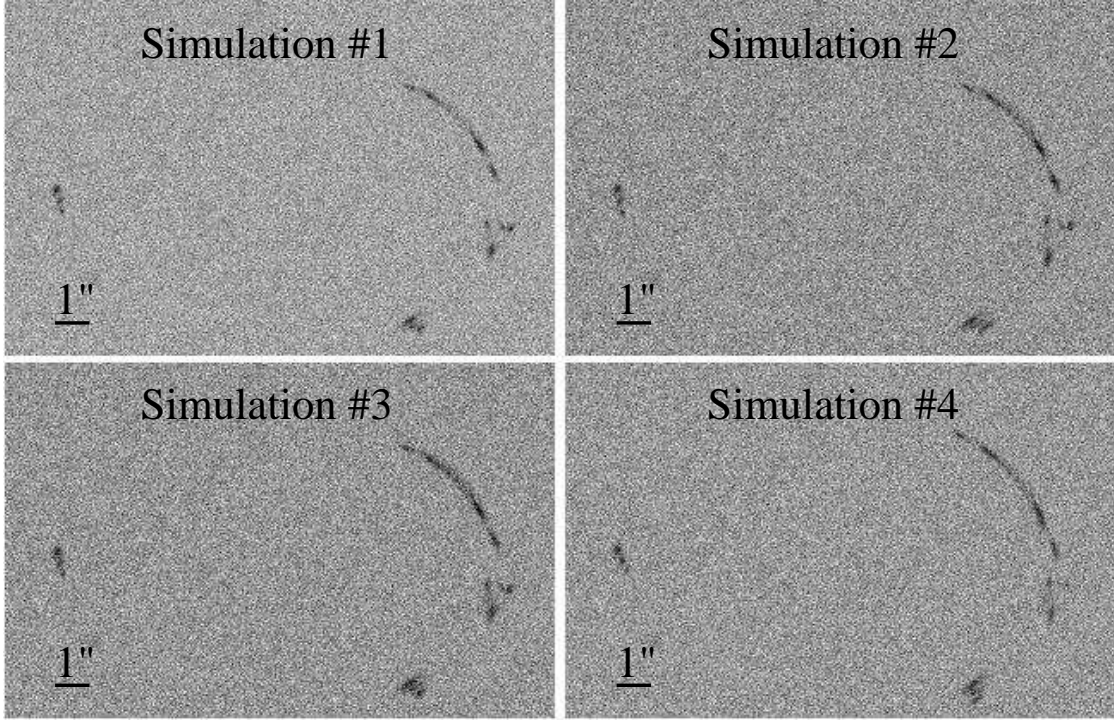 Simulation #1
1"
Simulation #2
1"
Simulation #3
1"
Simulation #4
1"